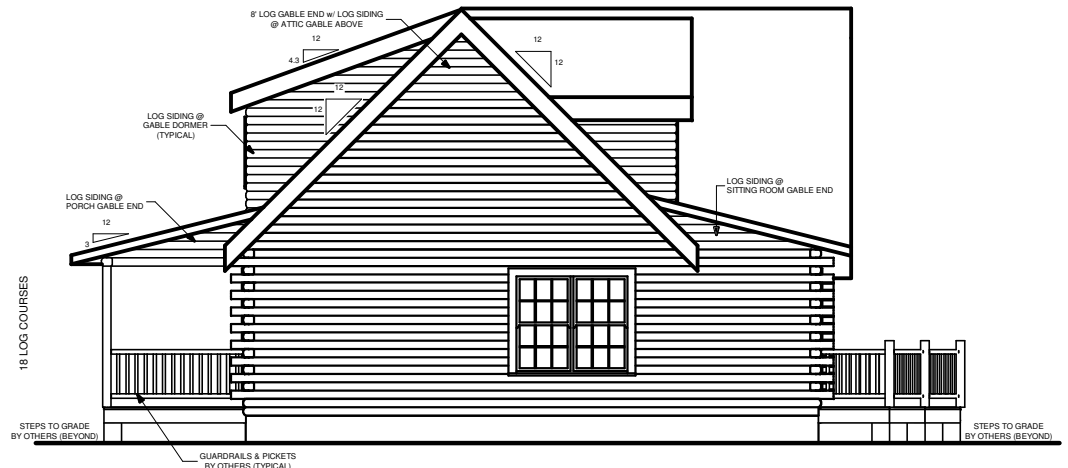 8' LOG GABLE END w/ LOG SIDING
@ ATTIC GABLE ABOVE
12
4.3
12
12
12
12
LOG SIDING @
GABLE DORMER
(TYPICAL)
LOG SIDING @
SITTING ROOM GABLE END
LOG SIDING @
PORCH GABLE END
12
3
18 LOG COURSES
STEPS TO GRADE
BY OTHERS (BEYOND)
STEPS TO GRADE
BY OTHERS (BEYOND)
GUARDRAILS & PICKETS
BY OTHERS (TYPICAL)